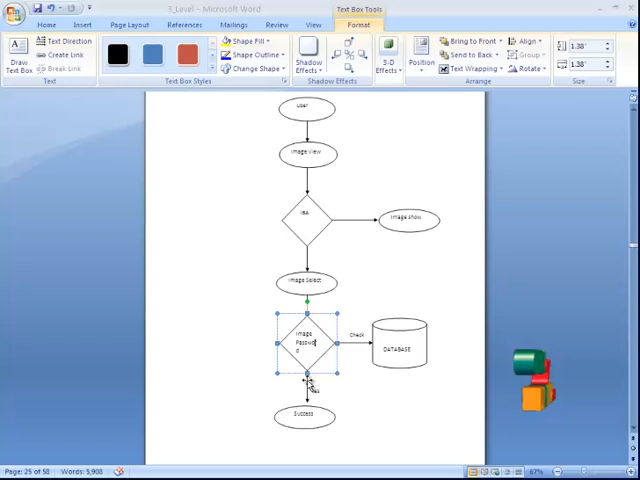 3_Level - Microsoft Word
Text Box Tools
Home
Insert
Page Layout
References
Mailings
Review
View
Format
Draw
Text Box
Text Direction
Create Link
Break Link
Text
Text Box Styles
Shape Fill
Shape Outline
Change Shape
Shadow
Effects
Shadow Effects
3-D
Effects
Position
Bring to Front
Send to Back
Text Wrapping
Align
Group
Rotate
Arrange
1.38"
1.38"
Size
User
Image View
IBA
Image show
Image Select
Image
Passwo
d
Check
DATABASE
Yes
Success
Page: 25 of 58
Words: 5,908
67%